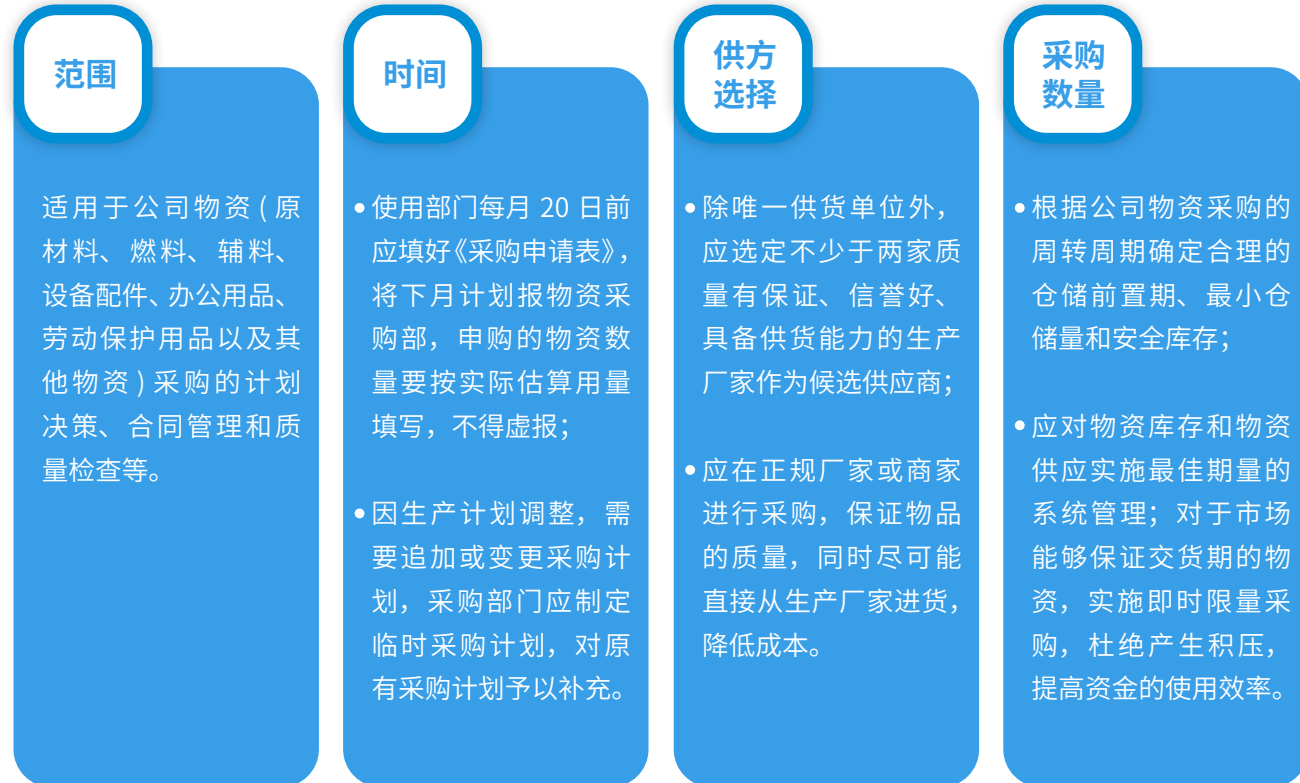 范围
适用于公司物资(原
材料、燃料、辅料、
设备配件、办公用品、
劳动保护用品以及其
他物资)采购的计划
决策、合同管理和质
量检查等。
时间
•使用部门每月 20 日前
应填好《采购申请表》，
将下月计划报物资采
购部，申购的物资数
量要按实际估算用量
填写，不得虚报；
•因生产计划调整，需
要追加或变更采购计
划，采购部门应制定
临时采购计划，对原
有采购计划予以补充。
供方
选择
•除唯一供货单位外，
应选定不少于两家质
量有保证、信誉好、
具备供货能力的生产
厂家作为候选供应商；
•应在正规厂家或商家
进行采购，保证物品
的质量，同时尽可能
直接从生产厂家进货，
降低成本。
采购
数量
•根据公司物资采购的
周转周期确定合理的
仓储前置期、最小仓
储量和安全库存；
•应对物资库存和物资
供应实施最佳期量的
系统管理；对于市场
能够保证交货期的物
资，实施即时限量采
购，杜绝产生积压，
提高资金的使用效率。